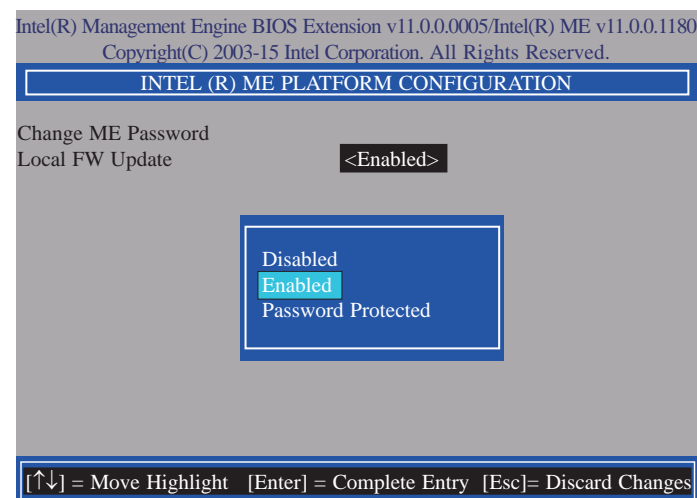 Intel(R) Management Engine BIOS Extension v11.0.0.0005/Intel(R) ME v11.0.0.1180
Copyright(C) 2003-15 Intel Corporation. All Rights Reserved.
INTEL (R) ME PLATFORM CONFIGURATION
Change ME Password
Local FW Update <Enabled>
Disabled
Enabled
Password Protected
[↑↓] = Move Highlight [Enter] = Complete Entry [Esc]= Discard Changes